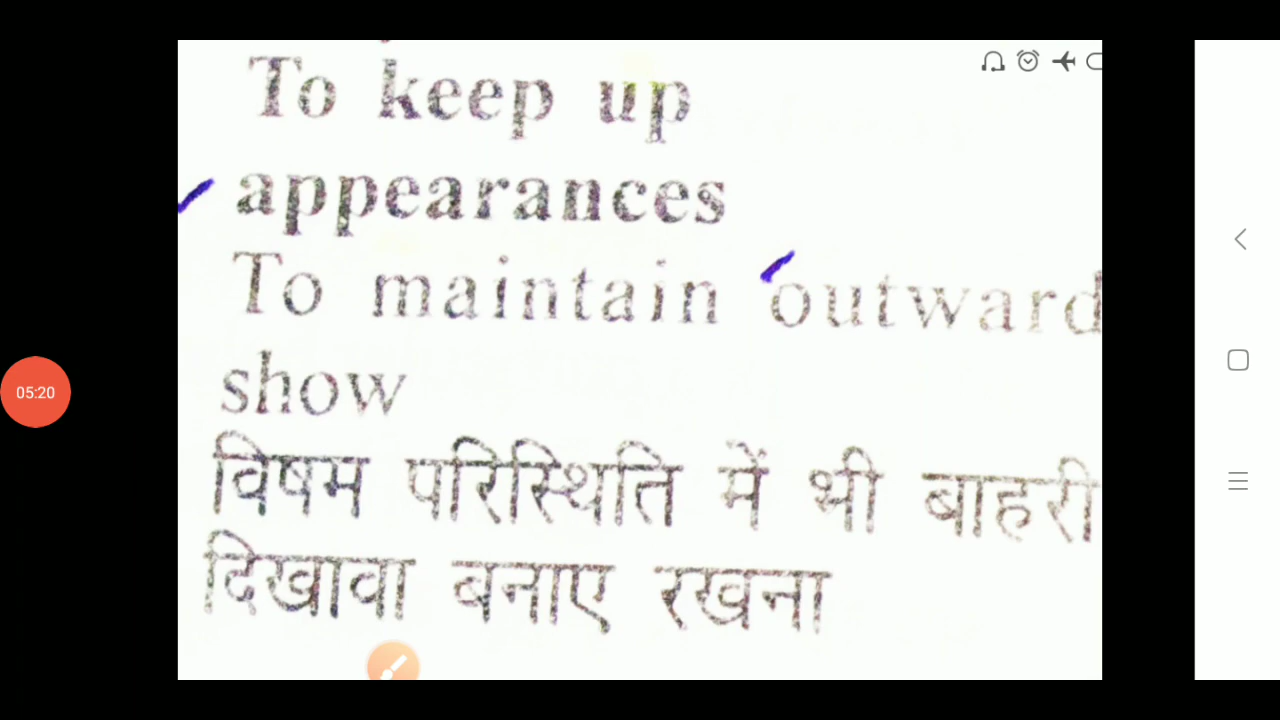 To keep up
appearances
To maintain outward
show
विषम परिस्थिति में भी बाहरी
दिखावा बनाए रखना
05:20